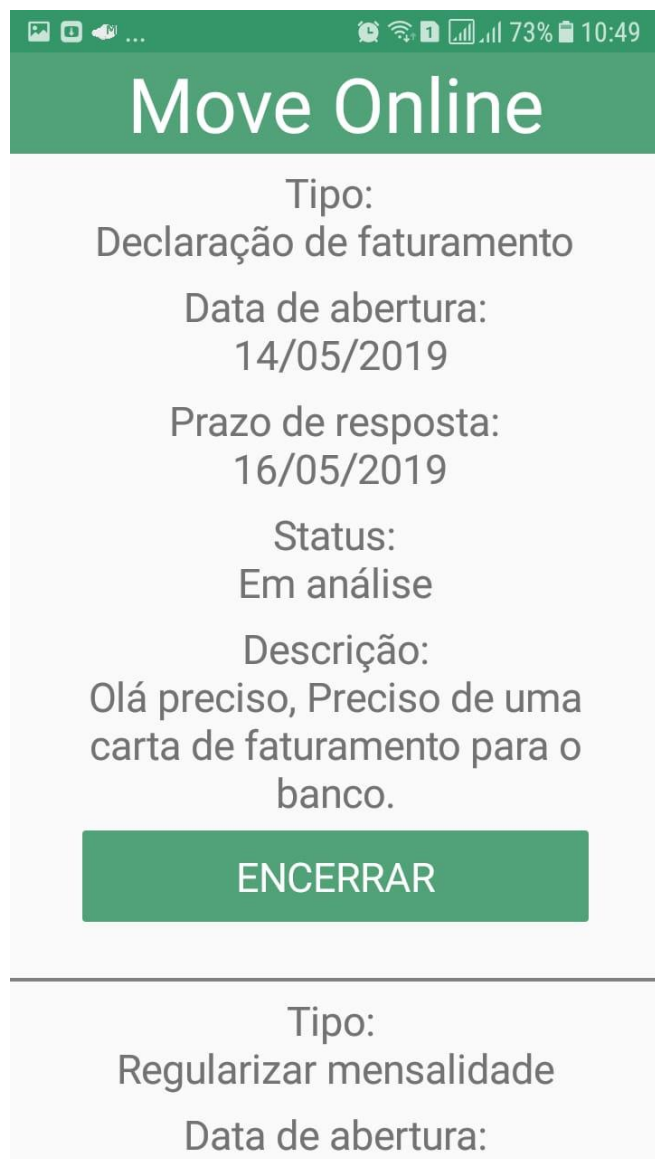 ... 1 73% 10:49
Move Online
Tipo:
Declaração de faturamento
Data de abertura:
14/05/2019
Prazo de resposta:
16/05/2019
Status:
Em análise
Descrição:
Olá preciso, Preciso de uma
carta de faturamento para o
banco.
ENCERRAR
Tipo:
Regularizar mensalidade
Data de abertura: